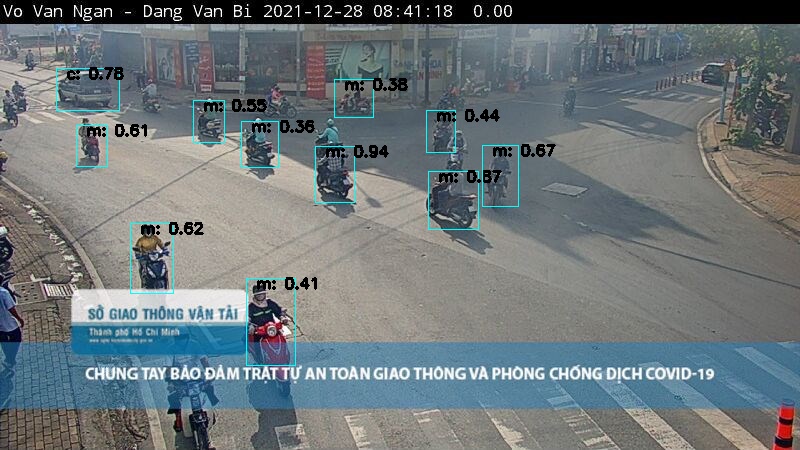 Vo Van Ngan - Dang Van Bi 2021-12-28 08:41:18 0.00
c: 0.78
m: 0.38
m: 0.55
m: 0.44
m: 0.36
m: 0.61
m: 0.94
m: 0.67
m: 0.87
m: 0.62
m: 0.41
SỞ GIAO THÔNG VẬN TẢI
Thành phố Hồ Chí Minh
CHUNG TAY BẢO ĐẢM TRẬT TỰ AN TOÀN GIAO THÔNG VÀ PHÒNG CHỐNG DỊCH COVID-19